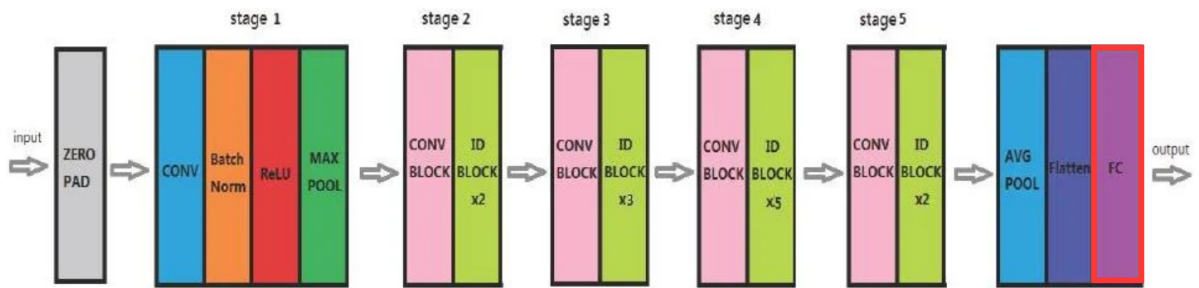 stage 1
stage 2
stage 3
stage 4
stage 5
input
ZERO
PAD
CONV
Batch
Norm
ReLU
MAX
POOL
CONV
BLOCK
ID
BLOCK
x2
CONV
BLOCK
ID
BLOCK
x3
CONV
BLOCK
ID
BLOCK
x5
CONV
BLOCK
ID
BLOCK
x2
AVG
POOL
Flatten
FC
output